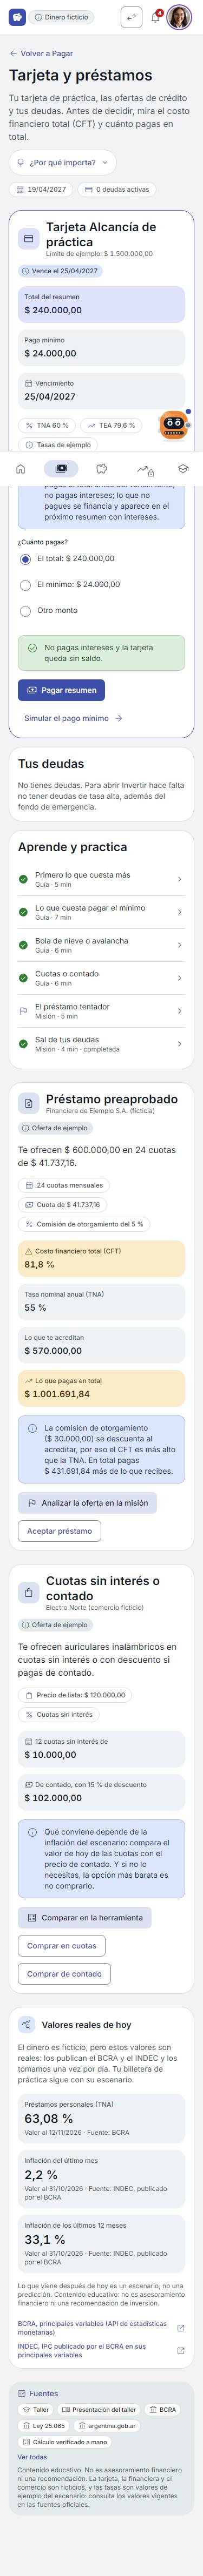 Dinero ficticio
4
Volver a Pagar
Tarjeta y préstamos
Tu tarjeta de práctica, las ofertas de crédito
y tus deudas. Antes de decidir, mira el costo
financiero total (CFT) y cuánto pagas en
total.
¿Por qué importa?
19/04/2027
0 deudas activas
Tarjeta Alcancía de
práctica
Límite de ejemplo: $ 1.500.000,00
Vence el 25/04/2027
Total del resumen
$ 240.000,00
Pago mínimo
$ 24.000,00
Vencimiento
25/04/2027
TNA 60 %
TEA 79,6 %
Tasas de ejemplo
no pagas intereses; lo que no
pagues se financia y aparece en el
próximo resumen con intereses.
¿Cuánto pagas?
El total: $ 240.000,00
El mínimo: $ 24.000,00
Otro monto
No pagas intereses y la tarjeta
queda sin saldo.
Pagar resumen
Simular el pago mínimo
Tus deudas
No tienes deudas. Para abrir Invertir hace falta
no tener deudas de tasa alta, además del
fondo de emergencia.
Aprende y practica
Primero lo que cuesta más
Guía · 5 min
Lo que cuesta pagar el mínimo
Guía · 7 min
Bola de nieve o avalancha
Guía · 6 min
Cuotas o contado
Guía · 6 min
El préstamo tentador
Misión · 5 min
Sal de tus deudas
Misión · 4 min · completada
Préstamo preaprobado
Financiera de Ejemplo S.A. (ficticia)
Oferta de ejemplo
Te ofrecen $ 600.000,00 en 24 cuotas
de $ 41.737,16.
24 cuotas mensuales
Cuota de $ 41.737,16
Comisión de otorgamiento del 5 %
Costo financiero total (CFT)
81,8 %
Tasa nominal anual (TNA)
55 %
Lo que te acreditan
$ 570.000,00
Lo que pagas en total
$ 1.001.691,84
La comisión de otorgamiento
($ 30.000,00) se descuenta al
acreditar, por eso el CFT es más alto
que la TNA. En total pagas
$ 431.691,84 más de lo que recibes.
Analizar la oferta en la misión
Aceptar préstamo
Cuotas sin interés o
contado
Electro Norte (comercio ficticio)
Oferta de ejemplo
Te ofrecen auriculares inalámbricos en
cuotas sin interés o con descuento si
pagas de contado.
Precio de lista: $ 120.000,00
Cuotas sin interés
12 cuotas sin interés de
$ 10.000,00
De contado, con 15 % de descuento
$ 102.000,00
Qué conviene depende de la
inflación del escenario: compara el
valor de hoy de las cuotas con el
precio de contado. Y si no lo
necesitas, la opción más barata es
no comprarlo.
Comparar en la herramienta
Comprar en cuotas
Comprar de contado
Valores reales de hoy
El dinero es ficticio, pero estos valores son
reales: los publican el BCRA y el INDEC y los
tomamos una vez por día. Tu billetera de
práctica sigue con su escenario.
Préstamos personales (TNA)
63,08 %
Valor al 12/11/2026 · Fuente: BCRA
Inflación del último mes
2,2 %
Valor al 31/10/2026 · Fuente: INDEC, publicado
por el BCRA
Inflación de los últimos 12 meses
33,1 %
Valor al 31/10/2026 · Fuente: INDEC, publicado
por el BCRA
Lo que viene después de hoy es un escenario, no una
predicción. Contenido educativo: no es asesoramiento
financiero ni una recomendación de inversión.
BCRA, principales variables (API de estadísticas
monetarias)
INDEC, IPC publicado por el BCRA en sus
principales variables
Fuentes
Taller
Presentación del taller
BCRA
Ley 25.065
argentina.gob.ar
Cálculo verificado a mano
Ver todas
Contenido educativo. No es asesoramiento financiero
ni una recomendación. La tarjeta, la financiera y el
comercio son ficticios, y las tasas son valores de
ejemplo del escenario: consulta los valores vigentes
en las fuentes oficiales.